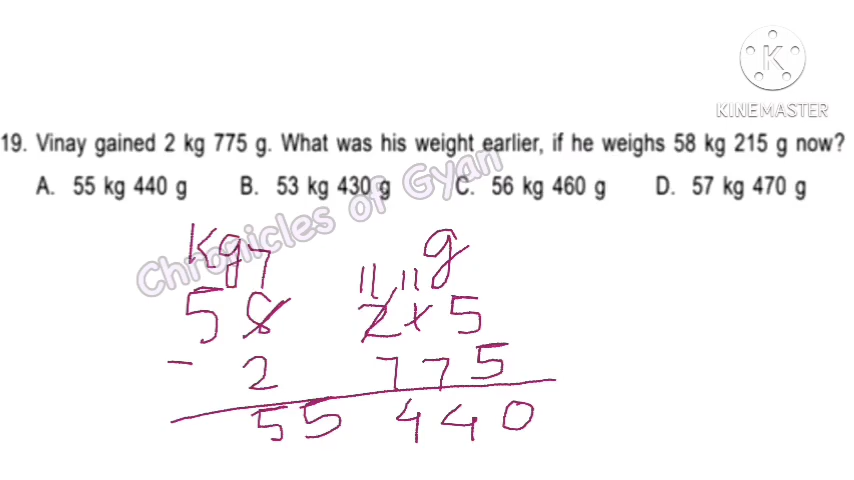 K
KINEMASTER
19. Vinay gained 2 kg 775 g. What was his weight earlier, if he weighs 58 kg 215 g now?
A. 55 kg 440 g B. 53 kg 430 g C. 56 kg 460 g D. 57 kg 470 g
Chronicles of Gyan
kg g
7 11 11
58 215
- 2 775
55 440